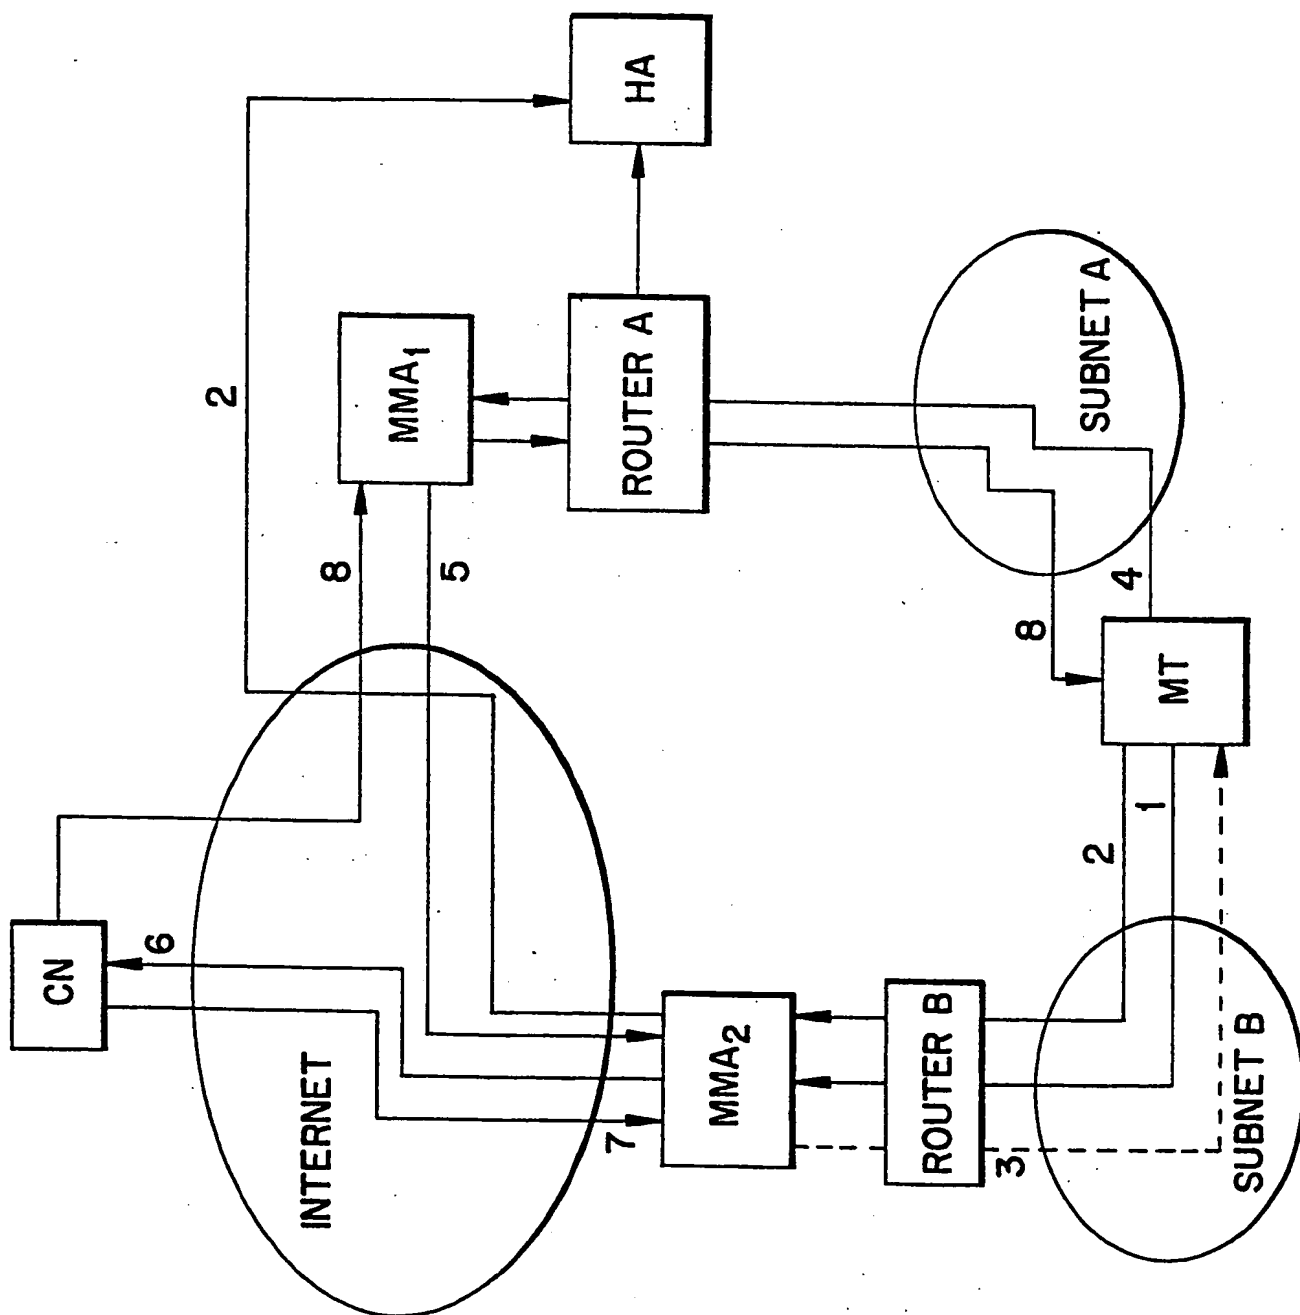 CN
6
2
INTERNET
8
MMA₁
5
7
ROUTER A
HA
MMA₂
ROUTER B
3
8
2
SUBNET A
4
1
MT
SUBNET B